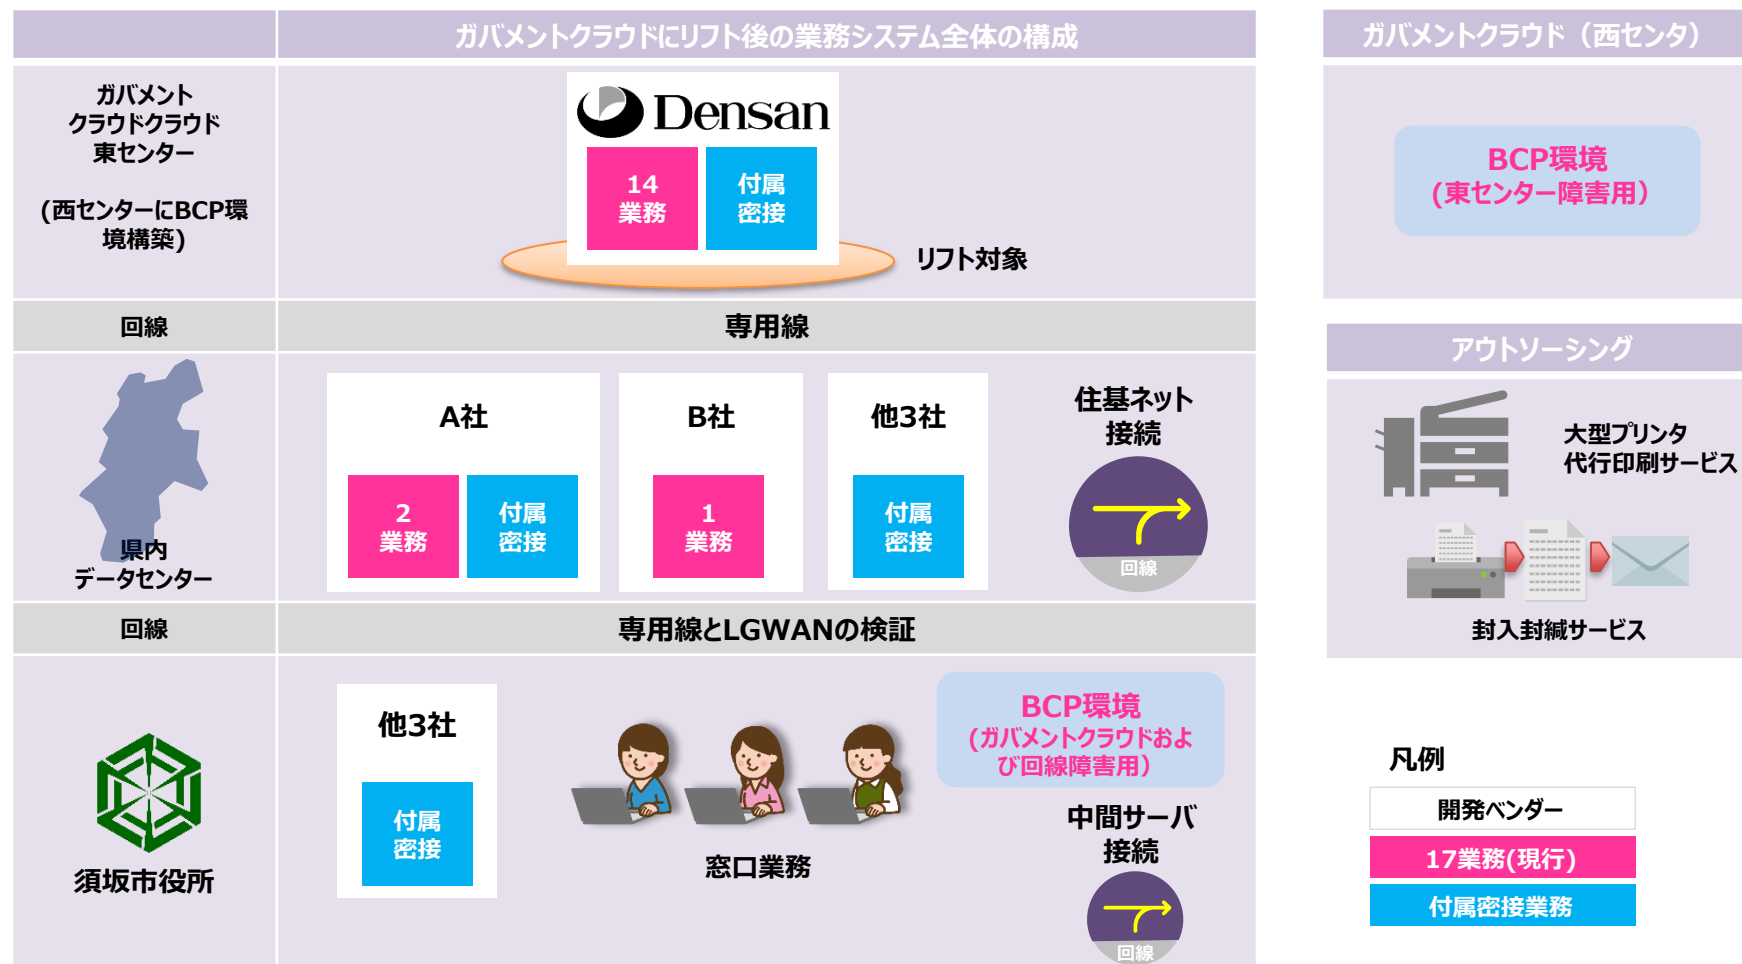 ガバメントクラウドにリフト後の業務システム全体の構成
ガバメント
クラウドクラウド
東センター
(西センターにBCP環
境構築)
Densan
14
業務
付属
密接
リフト対象
回線
専用線
県内
データセンター
A社
2
業務
付属
密接
B社
1
業務
他3社
付属
密接
住基ネット
接続
回線
回線
専用線とLGWANの検証
須坂市役所
他3社
付属
密接
窓口業務
BCP環境
(ガバメントクラウドおよ
び回線障害用)
中間サーバ
接続
回線
ガバメントクラウド（西センタ）
BCP環境
(東センター障害用）
アウトソーシング
大型プリンタ
代行印刷サービス
封入封緘サービス
凡例
開発ベンダー
17業務(現行)
付属密接業務